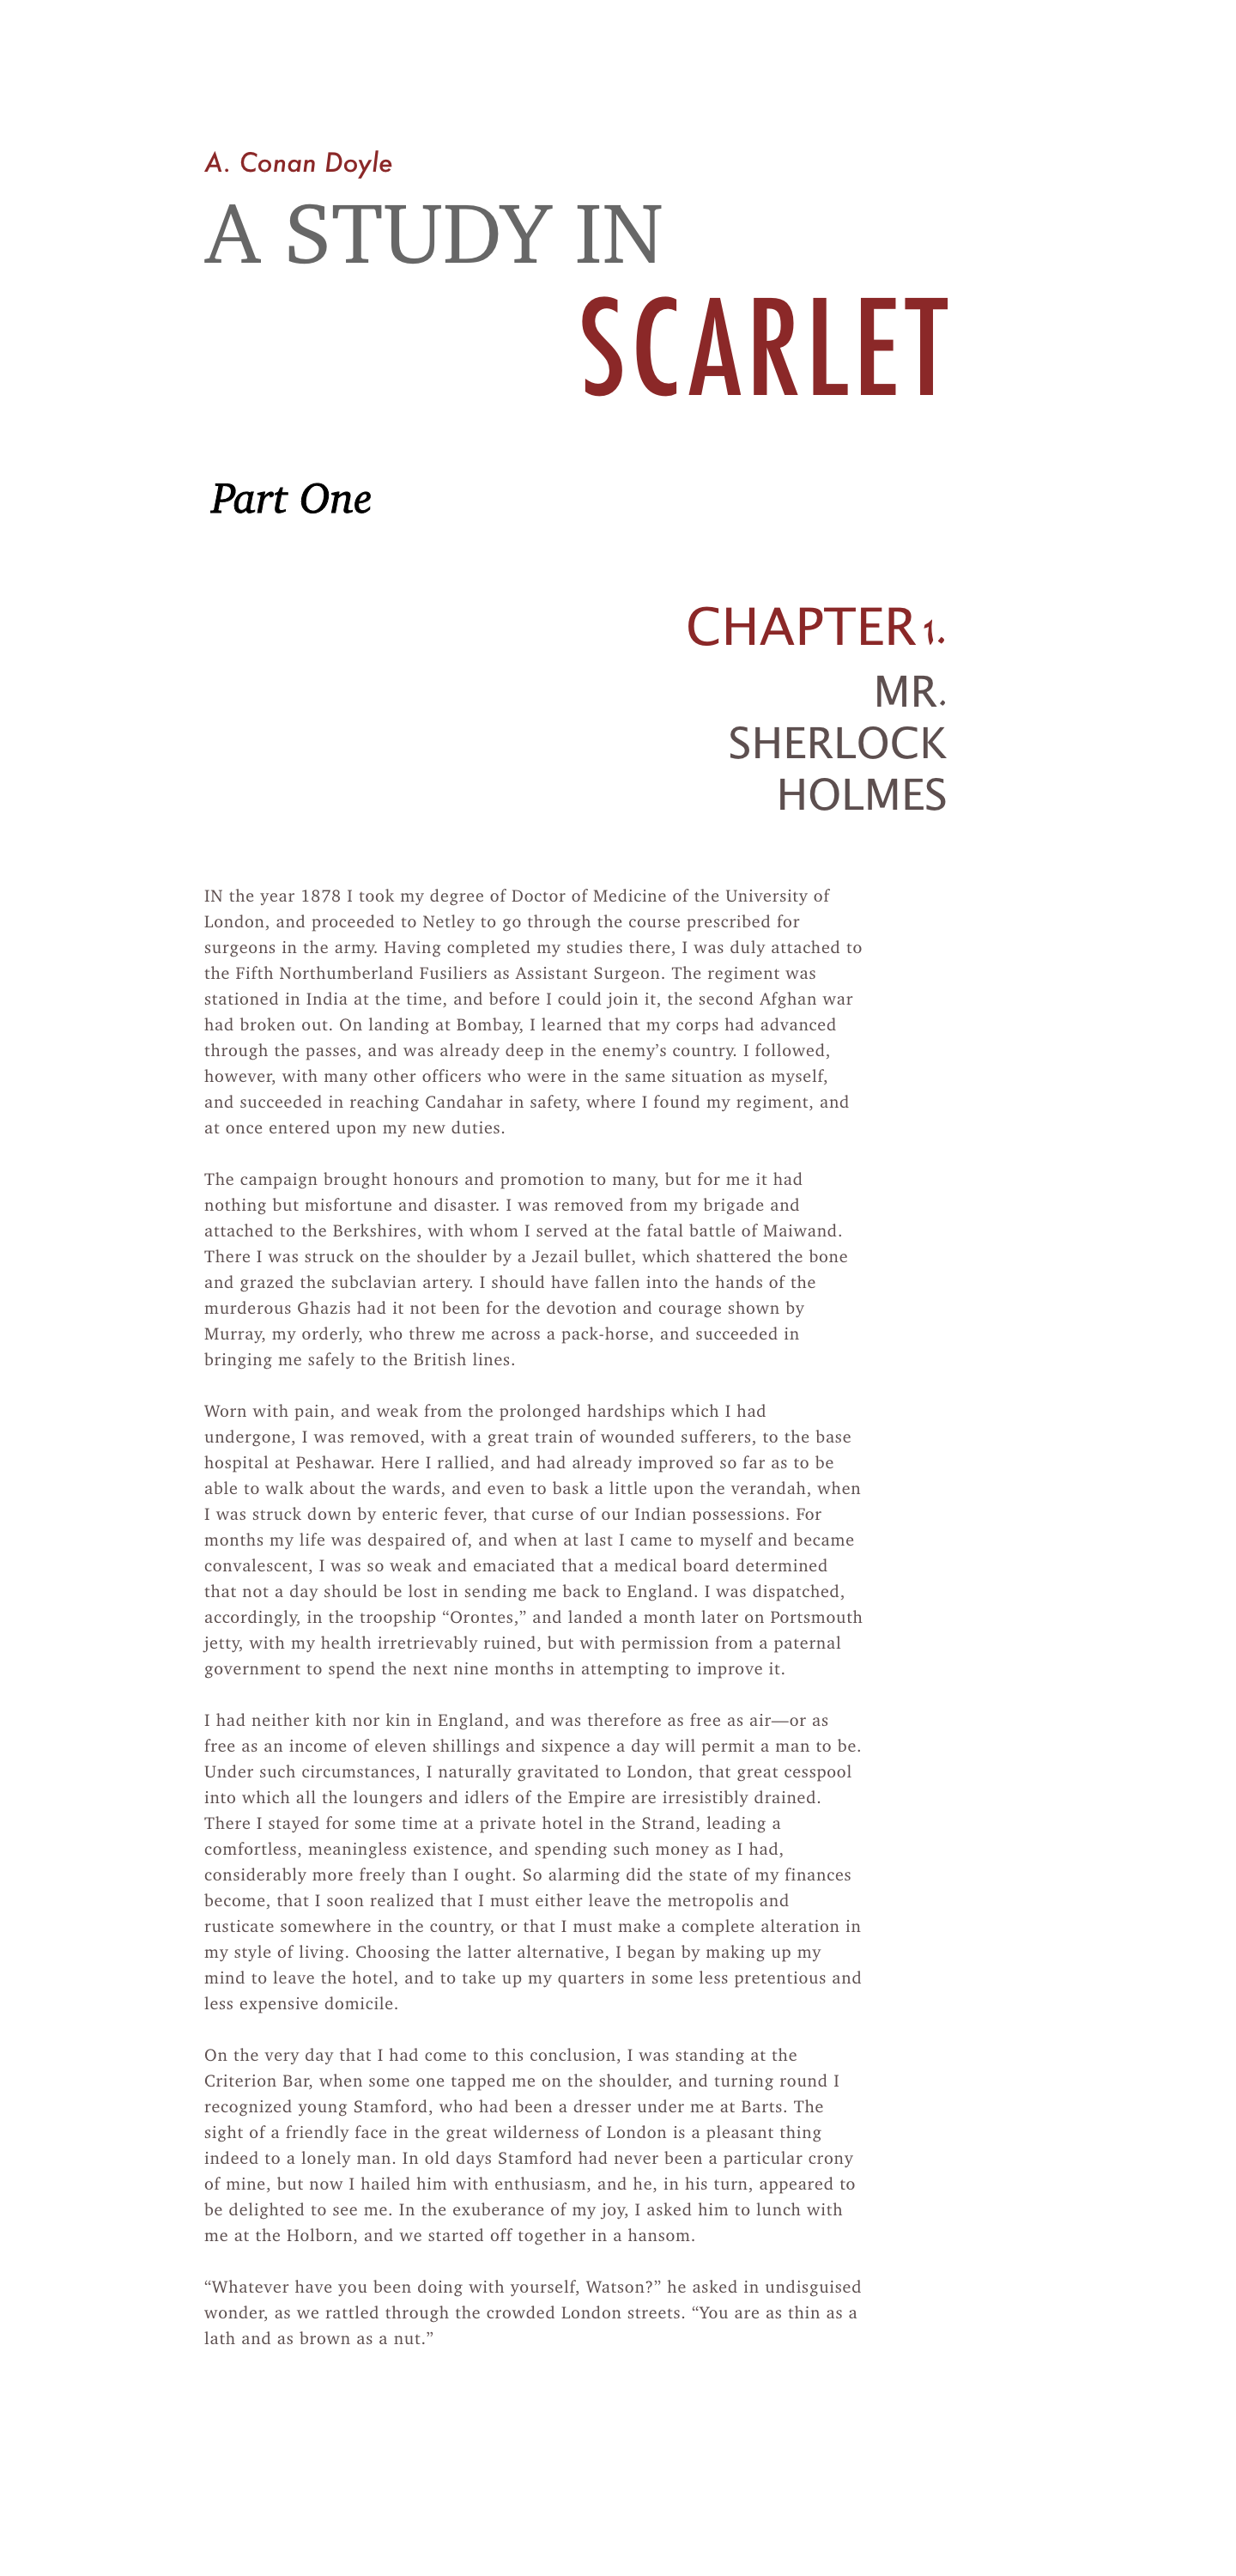 A. Conan Doyle
A STUDY IN
SCARLET
Part One
CHAPTER 1.
MR.
SHERLOCK
HOLMES
IN the year 1878 I took my degree of Doctor of Medicine of the University of
London, and proceeded to Netley to go through the course prescribed for
surgeons in the army. Having completed my studies there, I was duly attached to
the Fifth Northumberland Fusiliers as Assistant Surgeon. The regiment was
stationed in India at the time, and before I could join it, the second Afghan war
had broken out. On landing at Bombay, I learned that my corps had advanced
through the passes, and was already deep in the enemy’s country. I followed,
however, with many other officers who were in the same situation as myself,
and succeeded in reaching Candahar in safety, where I found my regiment, and
at once entered upon my new duties.
The campaign brought honours and promotion to many, but for me it had
nothing but misfortune and disaster. I was removed from my brigade and
attached to the Berkshires, with whom I served at the fatal battle of Maiwand.
There I was struck on the shoulder by a Jezail bullet, which shattered the bone
and grazed the subclavian artery. I should have fallen into the hands of the
murderous Ghazis had it not been for the devotion and courage shown by
Murray, my orderly, who threw me across a pack-horse, and succeeded in
bringing me safely to the British lines.
Worn with pain, and weak from the prolonged hardships which I had
undergone, I was removed, with a great train of wounded sufferers, to the base
hospital at Peshawar. Here I rallied, and had already improved so far as to be
able to walk about the wards, and even to bask a little upon the verandah, when
I was struck down by enteric fever, that curse of our Indian possessions. For
months my life was despaired of, and when at last I came to myself and became
convalescent, I was so weak and emaciated that a medical board determined
that not a day should be lost in sending me back to England. I was dispatched,
accordingly, in the troopship “Orontes,” and landed a month later on Portsmouth
jetty, with my health irretrievably ruined, but with permission from a paternal
government to spend the next nine months in attempting to improve it.
I had neither kith nor kin in England, and was therefore as free as air—or as
free as an income of eleven shillings and sixpence a day will permit a man to be.
Under such circumstances, I naturally gravitated to London, that great cesspool
into which all the loungers and idlers of the Empire are irresistibly drained.
There I stayed for some time at a private hotel in the Strand, leading a
comfortless, meaningless existence, and spending such money as I had,
considerably more freely than I ought. So alarming did the state of my finances
become, that I soon realized that I must either leave the metropolis and
rusticate somewhere in the country, or that I must make a complete alteration in
my style of living. Choosing the latter alternative, I began by making up my
mind to leave the hotel, and to take up my quarters in some less pretentious and
less expensive domicile.
On the very day that I had come to this conclusion, I was standing at the
Criterion Bar, when some one tapped me on the shoulder, and turning round I
recognized young Stamford, who had been a dresser under me at Barts. The
sight of a friendly face in the great wilderness of London is a pleasant thing
indeed to a lonely man. In old days Stamford had never been a particular crony
of mine, but now I hailed him with enthusiasm, and he, in his turn, appeared to
be delighted to see me. In the exuberance of my joy, I asked him to lunch with
me at the Holborn, and we started off together in a hansom.
“Whatever have you been doing with yourself, Watson?” he asked in undisguised
wonder, as we rattled through the crowded London streets. “You are as thin as a
lath and as brown as a nut.”